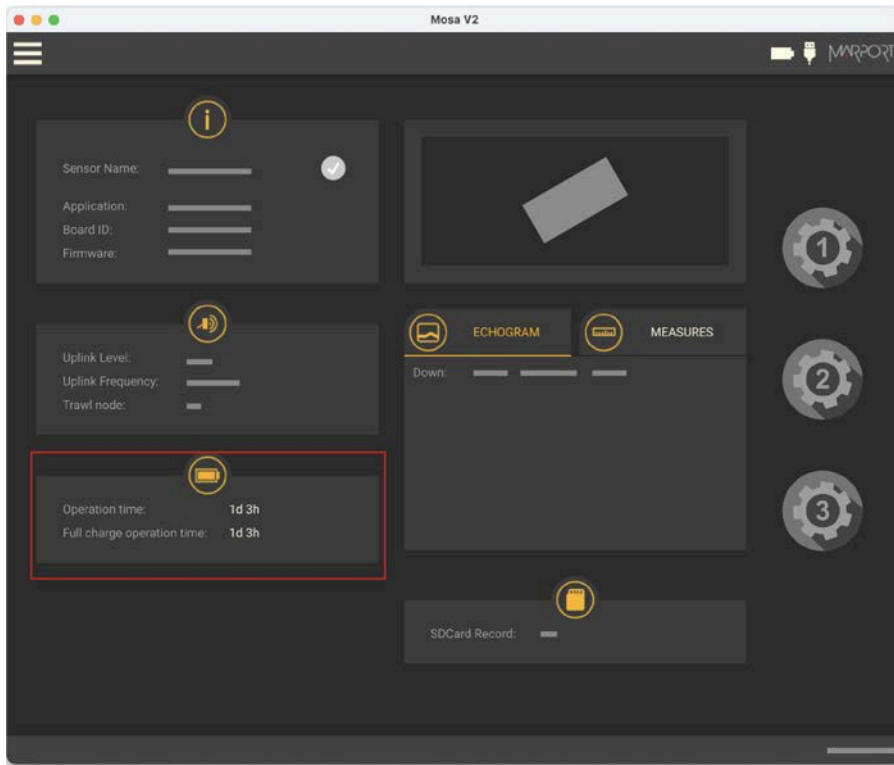 Mosa V2
MARPORT
Sensor Name:
Application:
Board ID:
Firmware:
Uplink Level:
Uplink Frequency:
Trawl node:
Operation time: 1d 3h
Full charge operation time: 1d 3h
ECHOGRAM
MEASURES
Down:
SDCard Record:
1
2
3